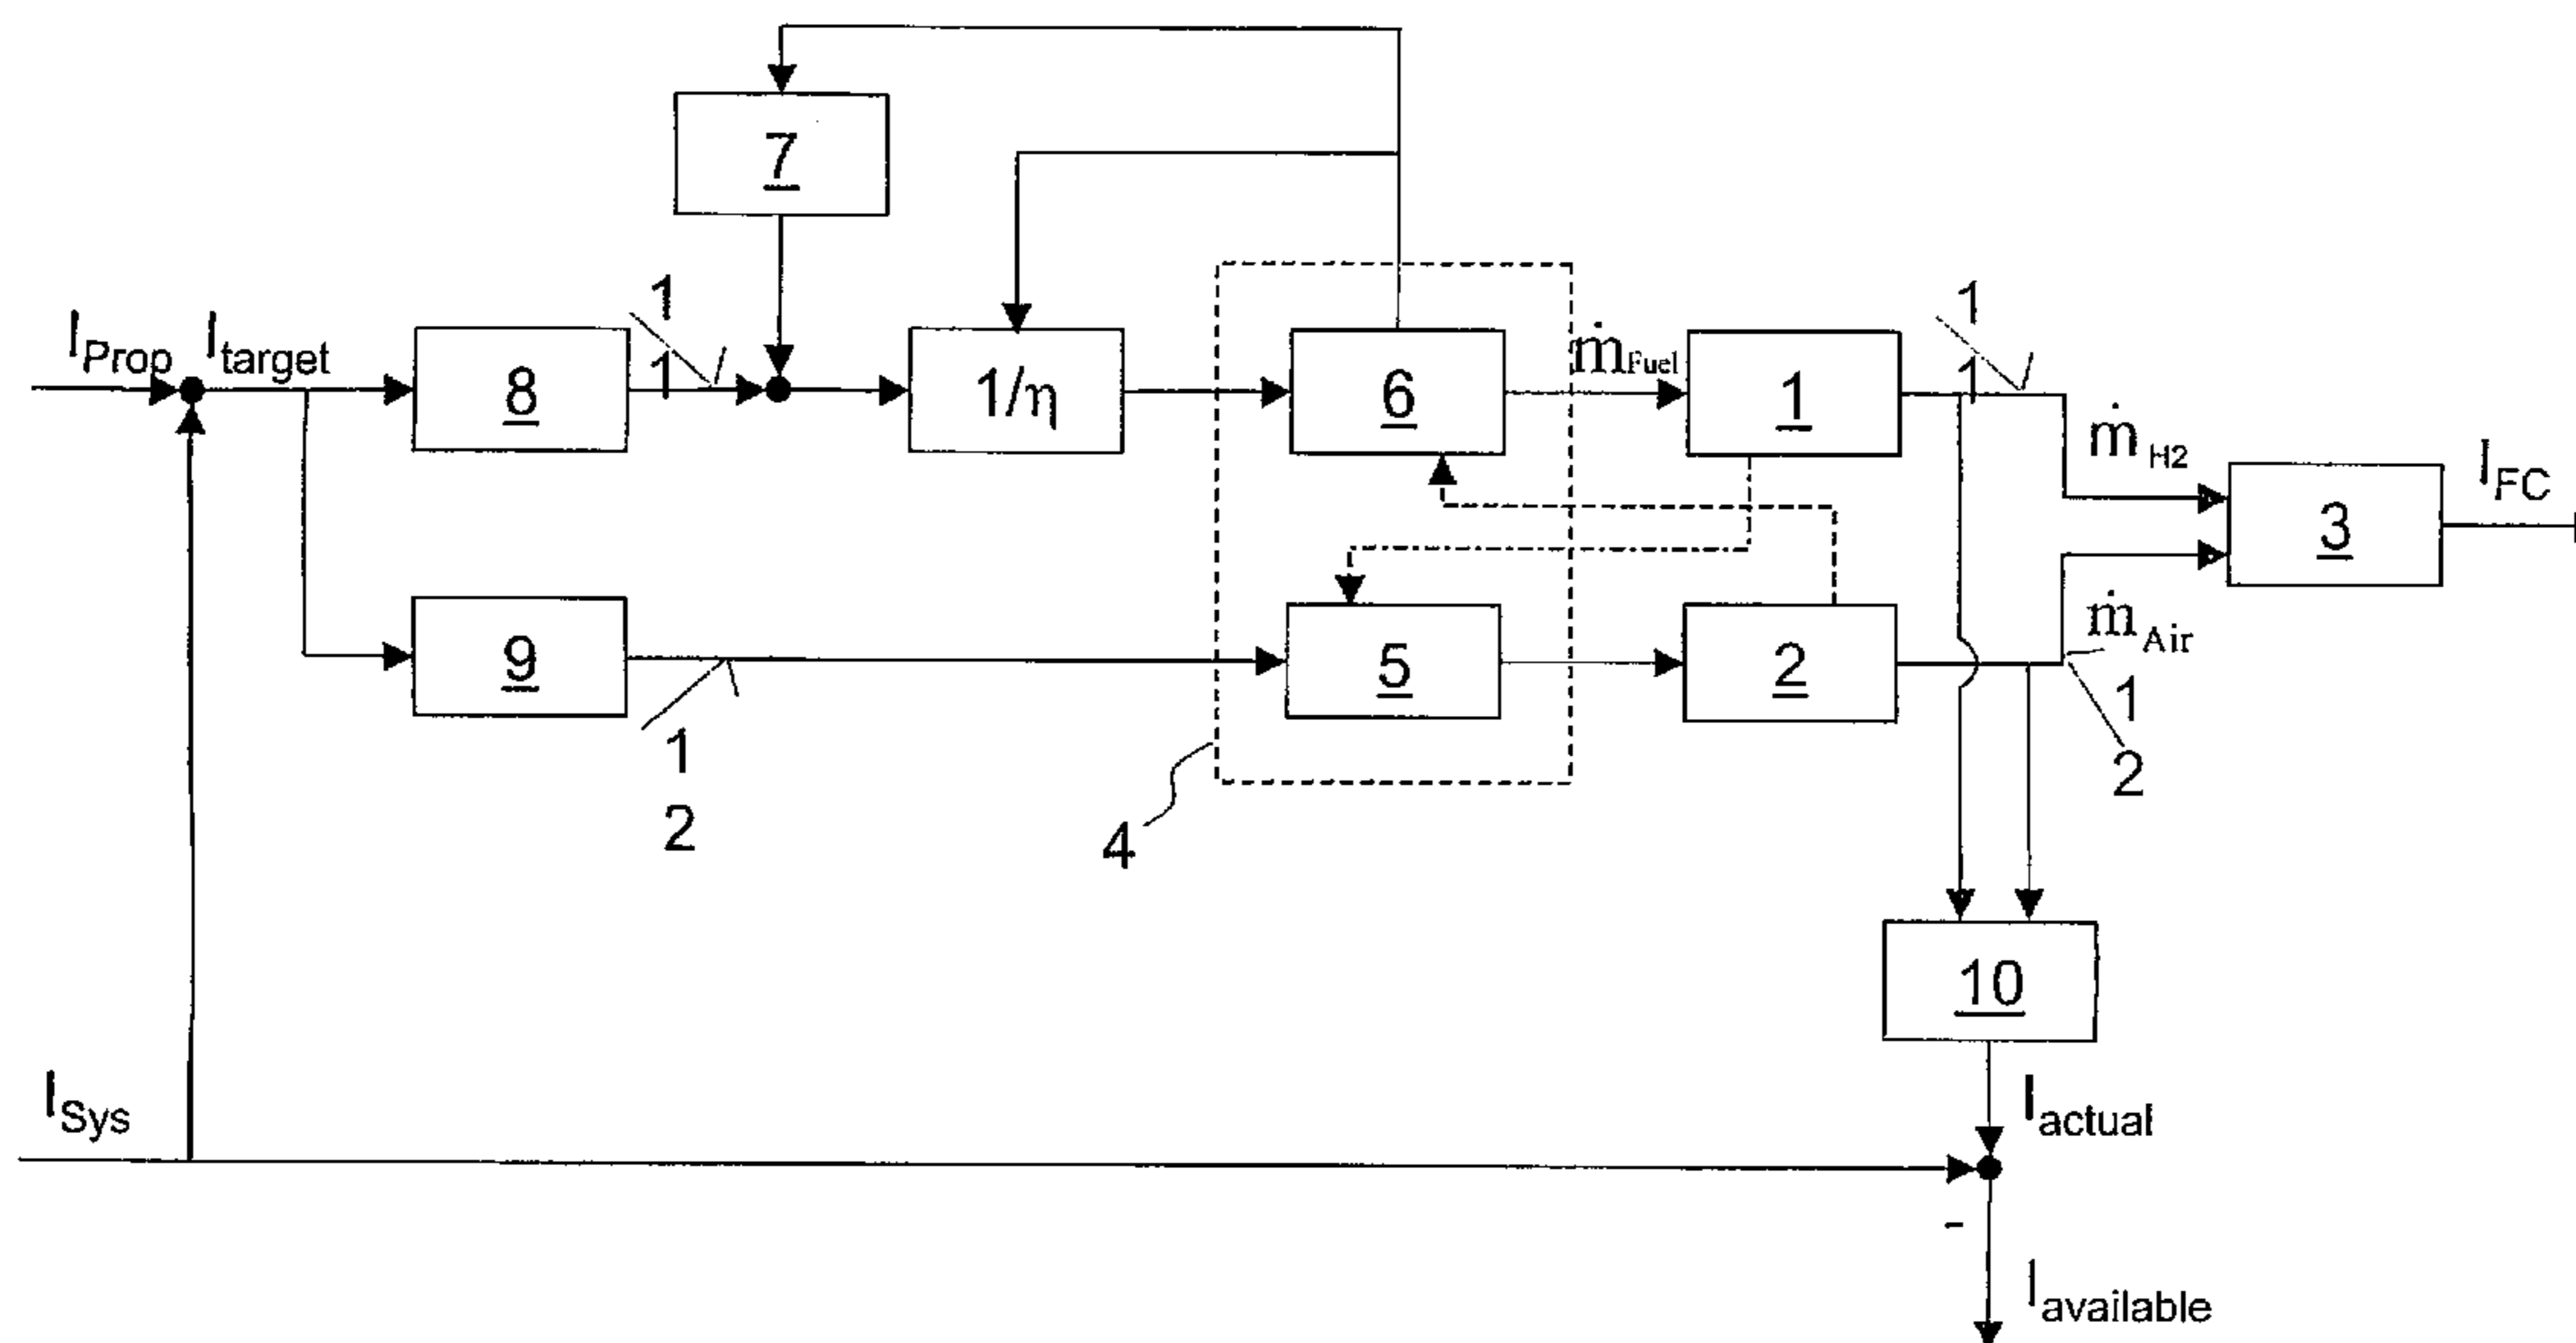 7
1
1
I_Prop
I_target
8
1/η
6
ṁ_Fuel
1
1
1
ṁ_H2
3
I_FC
9
1
2
5
2
ṁ_Air
1
2
4
10
I_actual
I_Sys
-
I_available